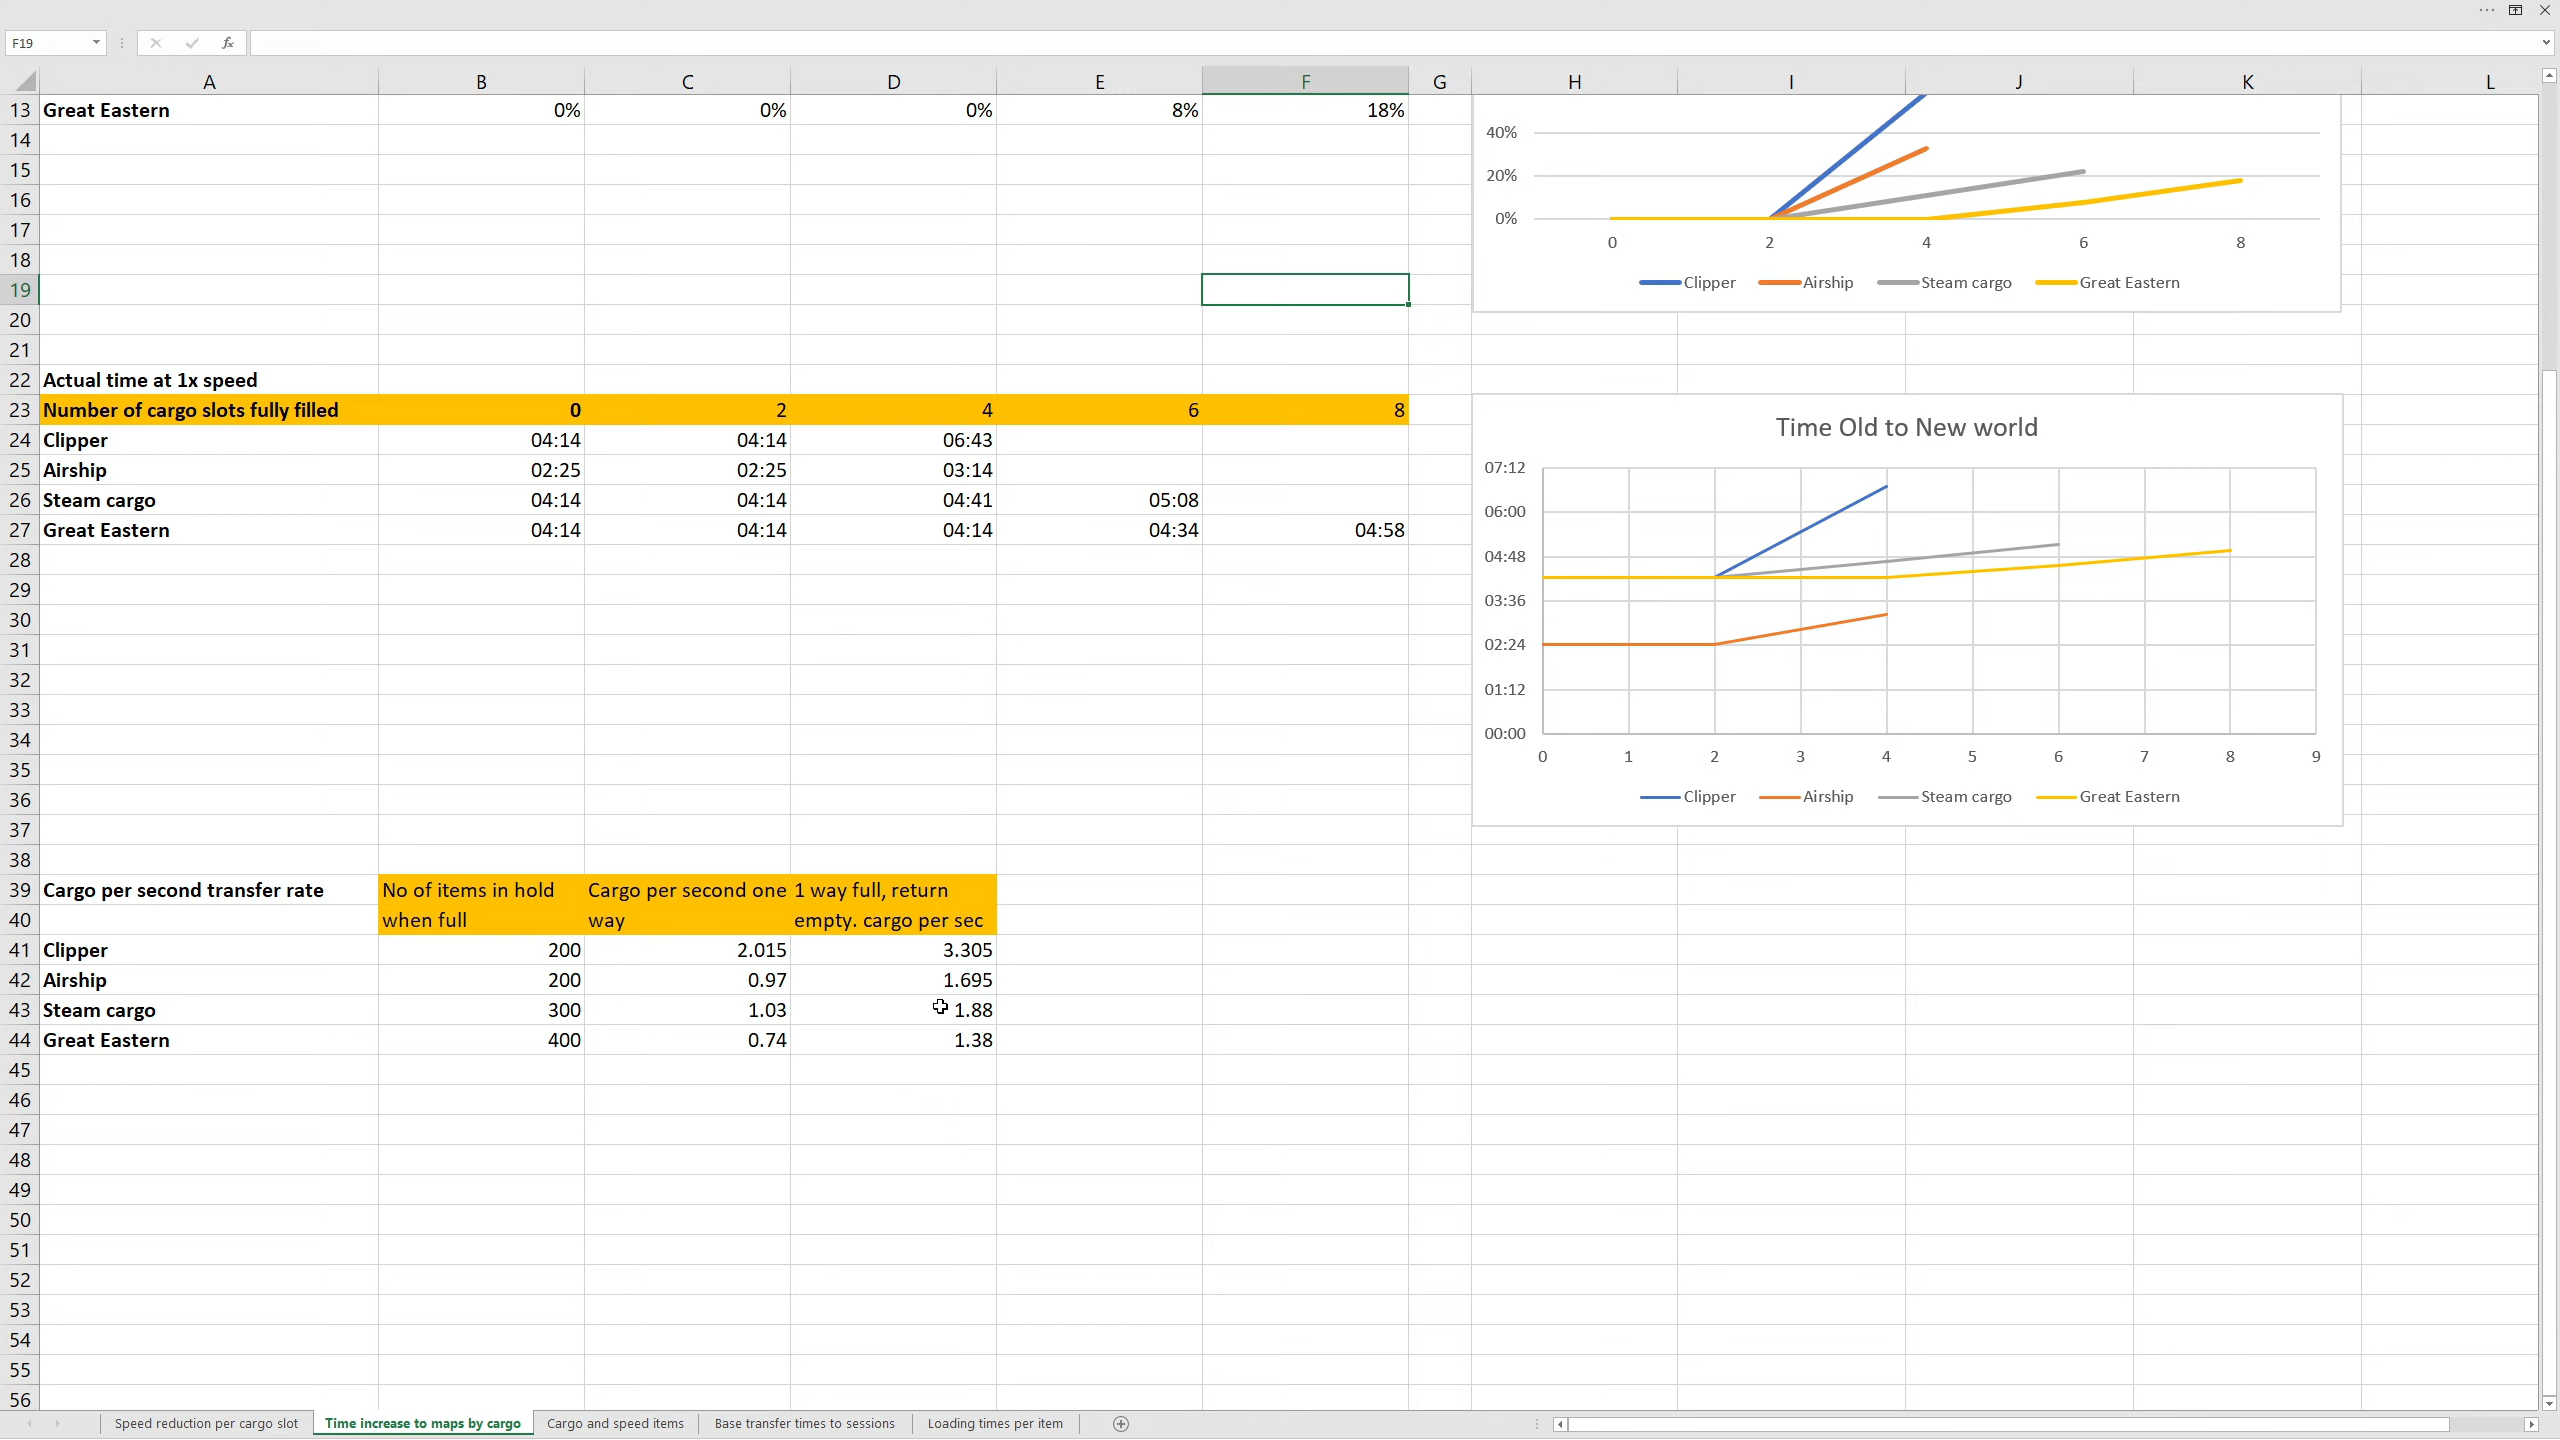 F19
A B C D E F G H I J K L
13 Great Eastern 0% 0% 0% 8% 18%
14
15
16
17
18
19
20
21
22 Actual time at 1x speed
23 Number of cargo slots fully filled 0 2 4 6 8
24 Clipper 04:14 04:14 06:43
25 Airship 02:25 02:25 03:14
26 Steam cargo 04:14 04:14 04:41 05:08
27 Great Eastern 04:14 04:14 04:14 04:34 04:58
28
29
30
31
32
33
34
35
36
37
38
39 Cargo per second transfer rate No of items in hold Cargo per second one 1 way full, return
40 when full way empty. cargo per sec
41 Clipper 200 2.015 3.305
42 Airship 200 0.97 1.695
43 Steam cargo 300 1.03 1.88
44 Great Eastern 400 0.74 1.38
45
46
47
48
49
50
51
52
53
54
55
56
40%
20%
0%
0 2 4 6 8
Clipper Airship Steam cargo Great Eastern
Time Old to New world
07:12
06:00
04:48
03:36
02:24
01:12
00:00
0 1 2 3 4 5 6 7 8 9
Clipper Airship Steam cargo Great Eastern
Speed reduction per cargo slot Time increase to maps by cargo Cargo and speed items Base transfer times to sessions Loading times per item